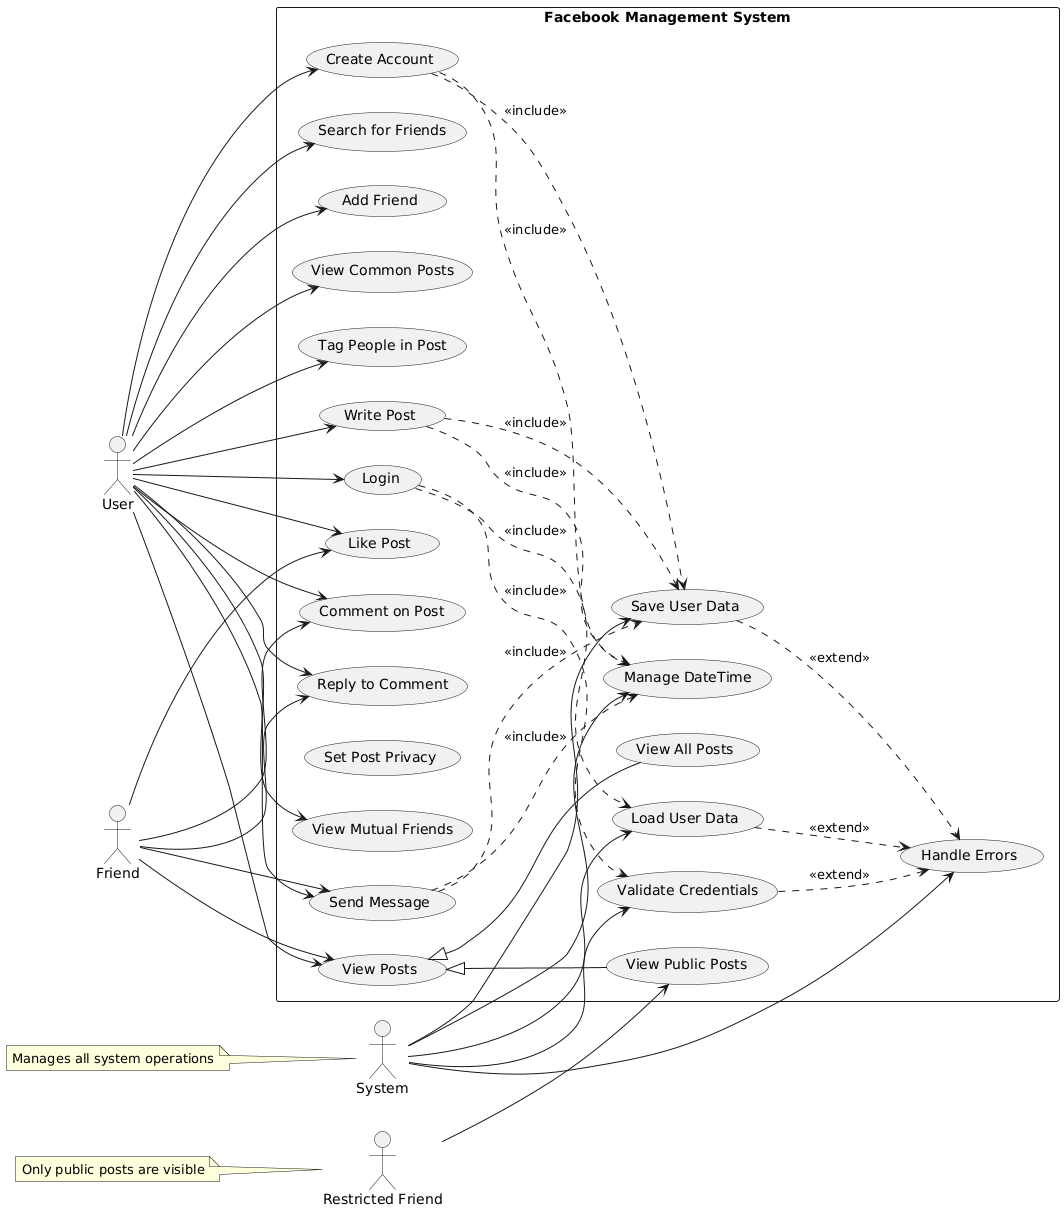 Facebook Management System
Create Account
«include»
Search for Friends
Add Friend
«include»
View Common Posts
Tag People in Post
Write Post
«include»
User
Login
«include»
«include»
Like Post
«include»
Comment on Post
Save User Data
«include»
«extend»
Reply to Comment
Manage DateTime
Set Post Privacy
«include»
View All Posts
View Mutual Friends
Load User Data
«extend»
Friend
Handle Errors
«extend»
Send Message
Validate Credentials
View Posts
View Public Posts
Manages all system operations
System
Only public posts are visible
Restricted Friend